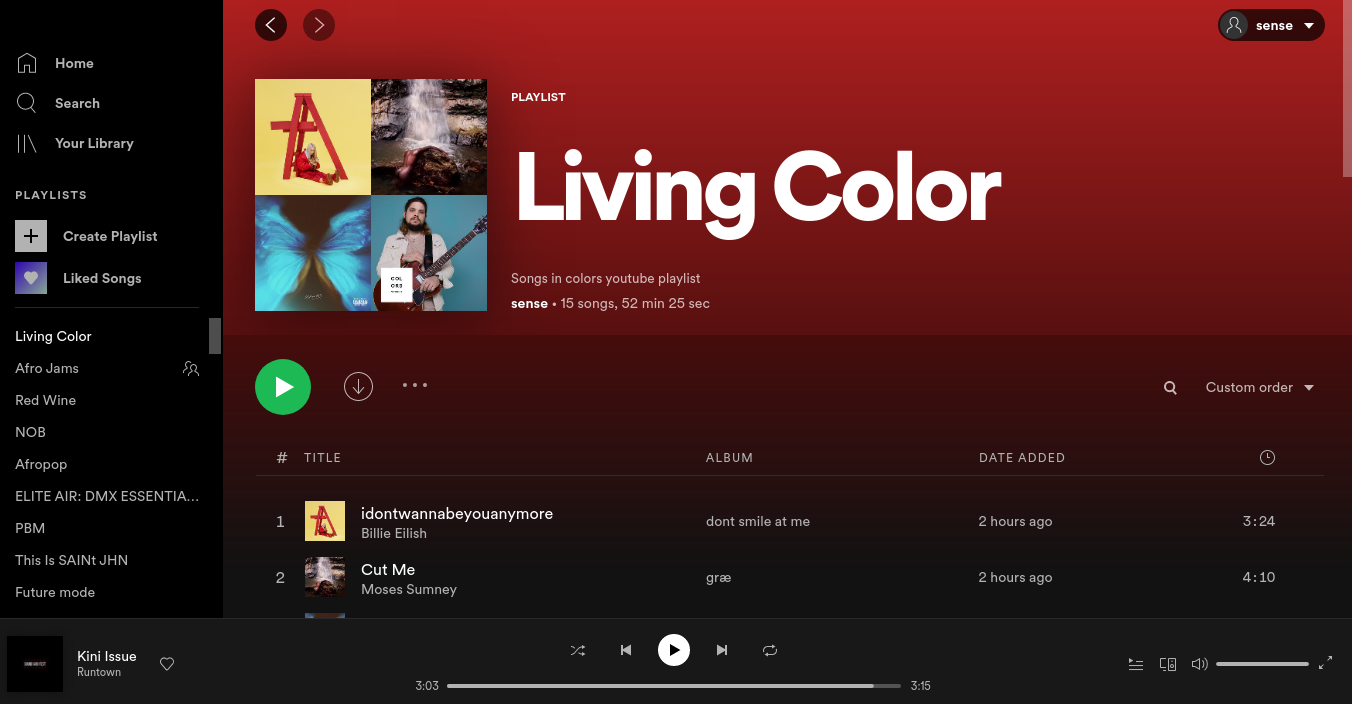 sense
Home
Search
Your Library
PLAYLISTS
Create Playlist
Liked Songs
Living Color
Afro Jams
Red Wine
NOB
Afropop
ELITE AIR: DMX ESSENTIA...
PBM
This Is SAINt JHN
Future mode
PLAYLIST
Living Color
COL
ORS
Songs in colors youtube playlist
sense • 15 songs, 52 min 25 sec
Custom order
# TITLE ALBUM DATE ADDED
1 idontwannabeyouanymore dont smile at me 2 hours ago 3:24
Billie Eilish
2 Cut Me græ 2 hours ago 4:10
Moses Sumney
Kini Issue
Runtown
3:03 3:15